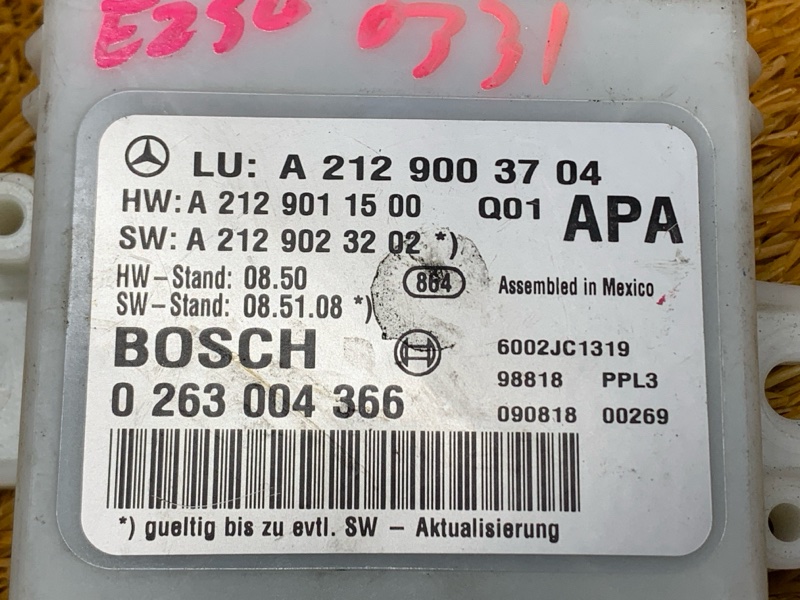 E250 0331
LU: A 212 900 37 04
HW: A 212 901 15 00 Q01 APA
SW: A 212 902 32 02 *)
HW-Stand: 08.50 864 Assembled in Mexico
SW-Stand: 08.51.08 *)
BOSCH 6002JC1319
98818 PPL3
0 263 004 366 090818 00269
*) gueltig bis zu evtl. SW - Aktualisierung